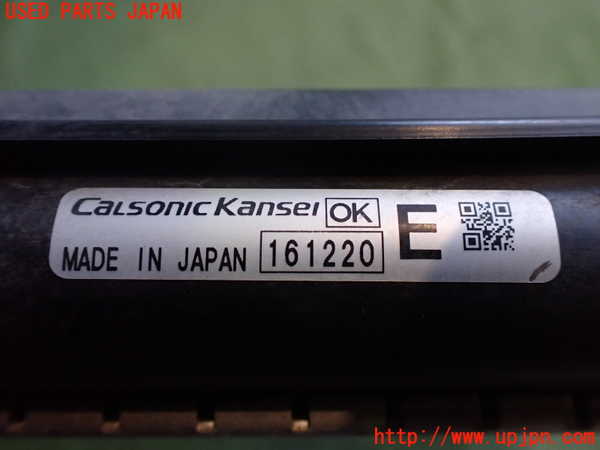 USED PARTS JAPAN
CALSONIC KANSEI OK
E
MADE IN JAPAN 161220
http://www.upjpn.com/